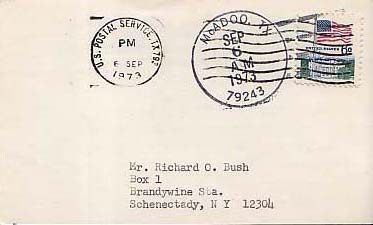 U.S. POSTAL SERVICE, TX 79
PM
6 SEP
1973
McADOO, TX
SEP
6
AM
1973
79243
UNITED STATES
6c
Mr. Richard O. Bush
Box 1
Brandywine Sta.
Schenectady, N Y 12304